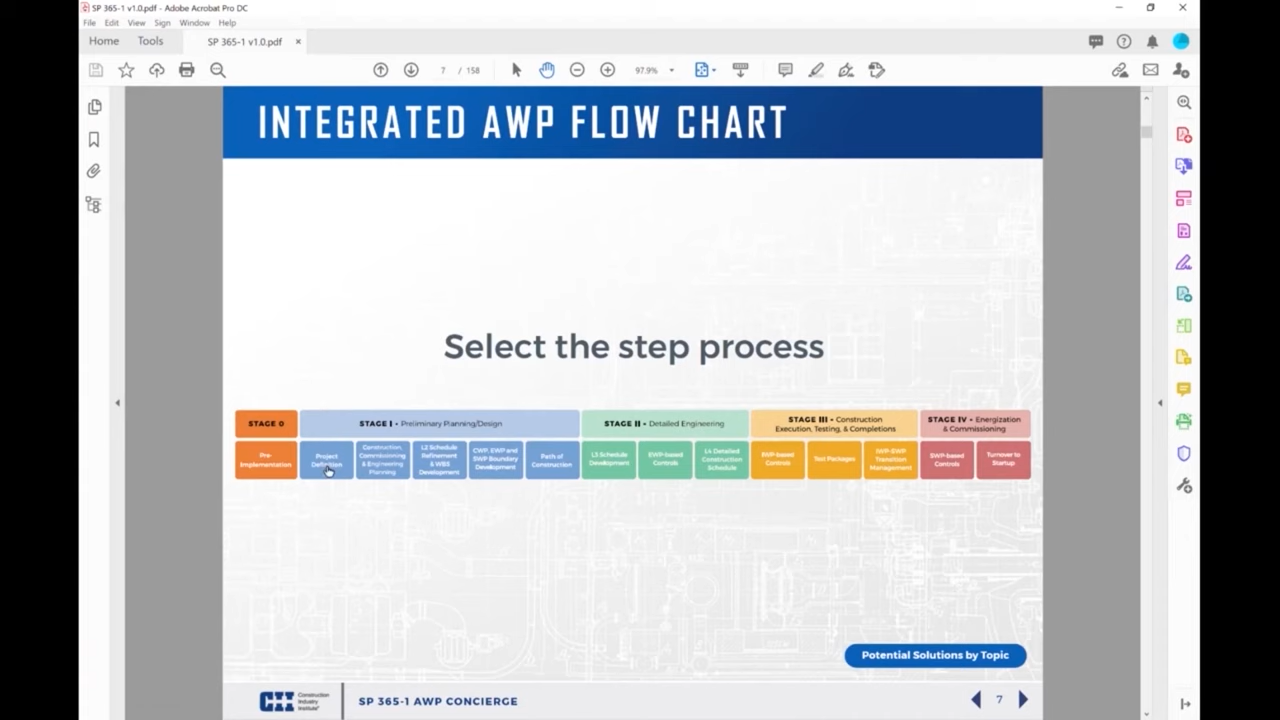 SP 365-1 v1.0.pdf - Adobe Acrobat Pro DC
File Edit View Sign Window Help
Home Tools SP 365-1 v1.0.pdf ×
7 / 158 97.9%
INTEGRATED AWP FLOW CHART
Select the step process
STAGE 0
STAGE I - Preliminary Planning/Design
STAGE II - Detailed Engineering
STAGE III - Construction
Execution, Testing, & Completions
STAGE IV - Energization
& Commissioning
Pre-
Implementation
Project
Definition
Construction,
Commissioning
& Engineering
Planning
L2 Schedule
Refinement
& WBS
Development
CWP, EWP and
SWP Boundary
Development
Path of
Construction
L3 Schedule
Development
EWP-based
Controls
L4 Detailed
Construction
Schedule
Controls
Test Packages
IWP-SWP
Transition
Management
SWP-based
Controls
Turnover to
Startup
Potential Solutions by Topic
CII
Construction
Industry
Institute
SP 365-1 AWP CONCIERGE
7